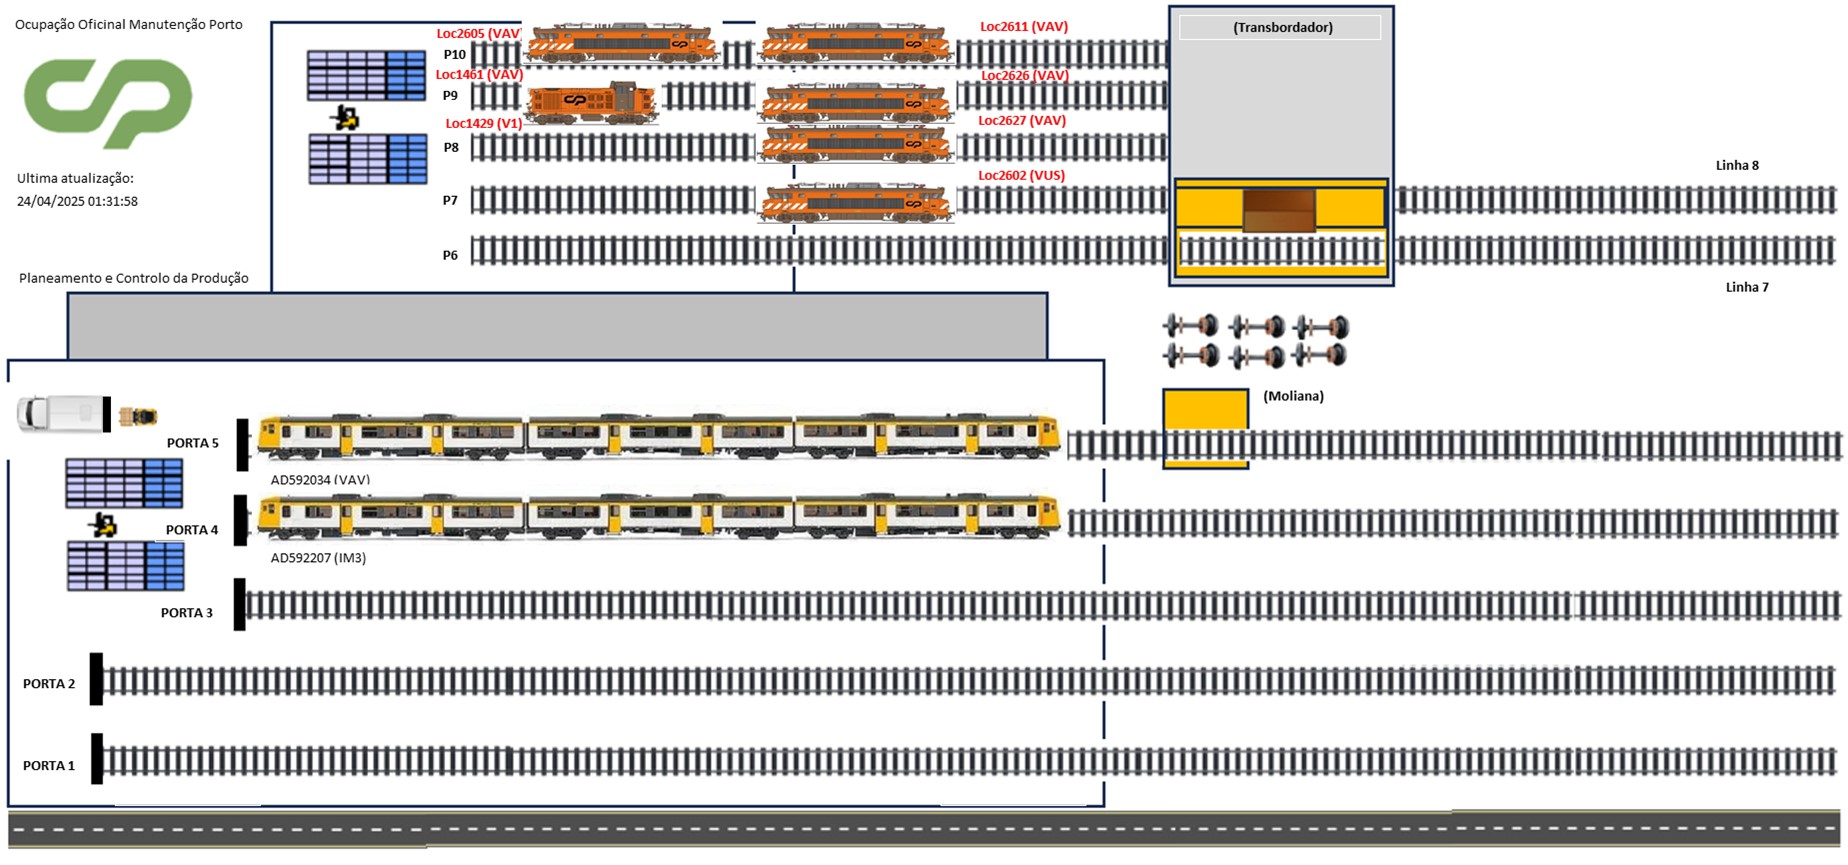 Ocupação Oficinal Manutenção Porto
Loc2605 (VAV)
Loc2611 (VAV)
(Transbordador)
P10
Loc1461 (VAV)
Loc2626 (VAV)
P9
Loc1429 (V1)
Loc2627 (VAV)
P8
Linha 8
Ultima atualização:
24/04/2025 01:31:58
Loc2602 (VUS)
P7
P6
Planeamento e Controlo da Produção
Linha 7
(Moliana)
PORTA 5
AD592034 (VAV)
PORTA 4
AD592207 (IM3)
PORTA 3
PORTA 2
PORTA 1